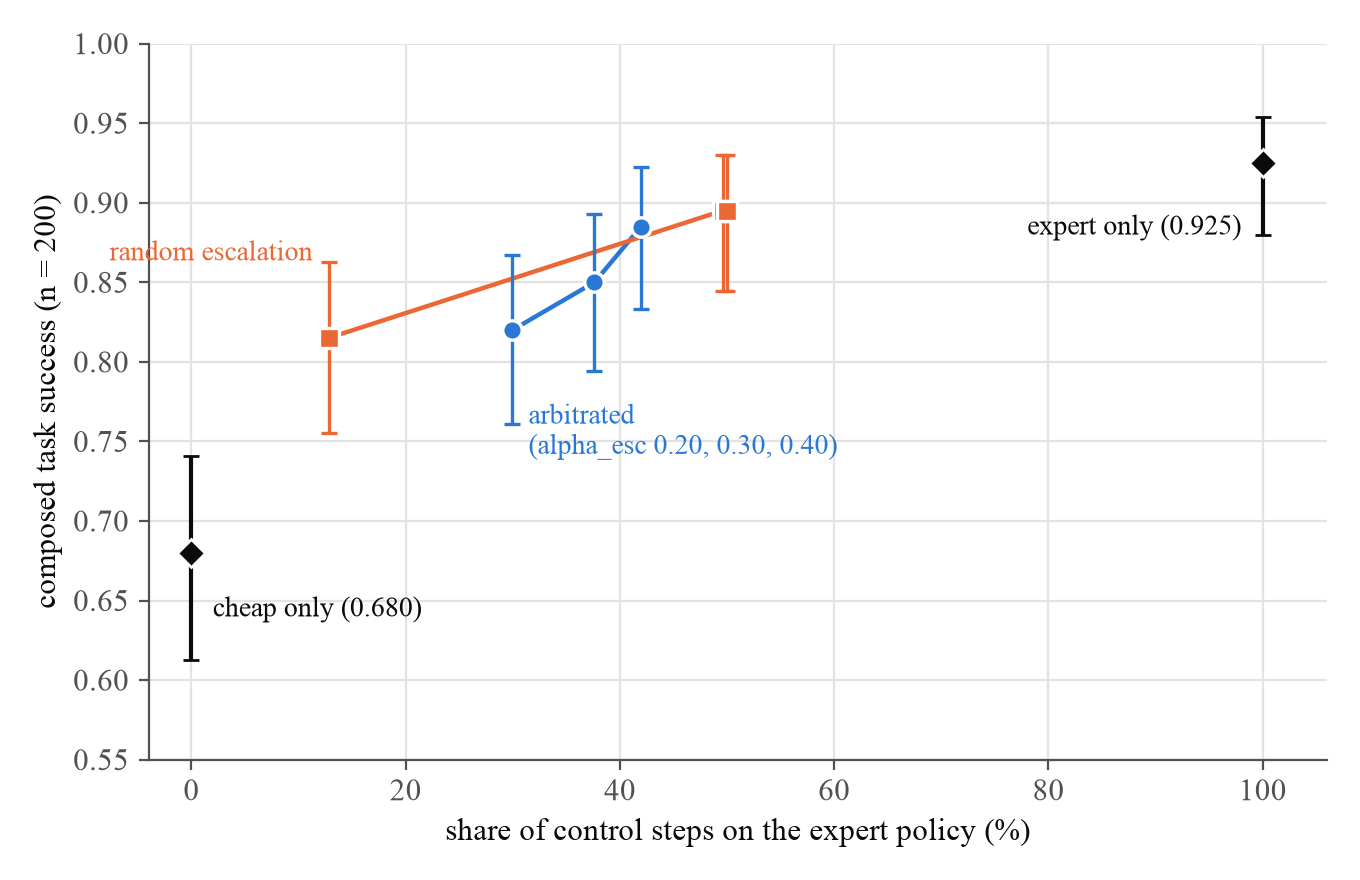 1.00
0.95
0.90
0.85
0.80
0.75
0.70
0.65
0.60
0.55
composed task success (n = 200)
random escalation
expert only (0.925)
arbitrated
(alpha_esc 0.20, 0.30, 0.40)
cheap only (0.680)
0 20 40 60 80 100
share of control steps on the expert policy (%)